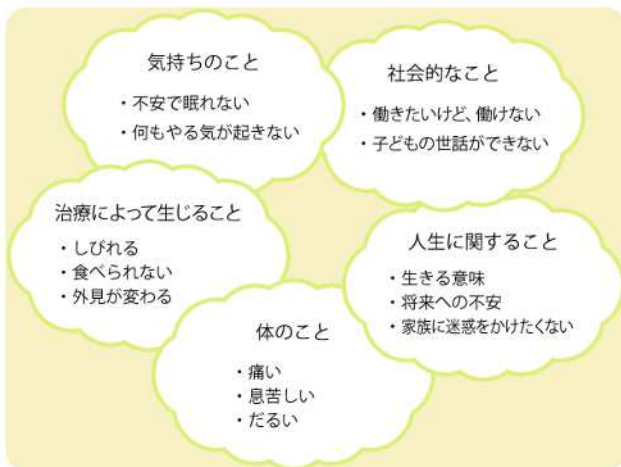 気持ちのこと
・不安で眠れない
・何もやる気が起きない
社会的なこと
・働きたいけど、働けない
・子どもの世話ができない
治療によって生じること
・しびれる
・食べられない
・外見が変わる
人生に関すること
・生きる意味
・将来への不安
・家族に迷惑をかけたくない
体のこと
・痛い
・息苦しい
・だるい